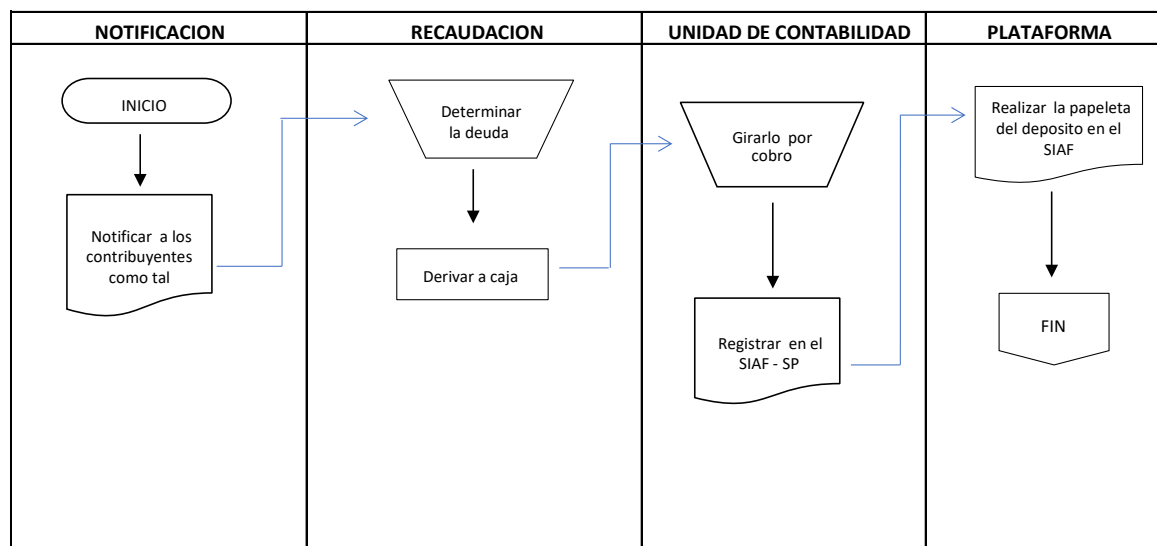 NOTIFICACION
RECAUDACION
UNIDAD DE CONTABILIDAD
PLATAFORMA
INICIO
Notificar a los
contribuyentes
como tal
Determinar
la deuda
Derivar a caja
Girarlo por
cobro
Registrar en el
SIAF - SP
Realizar la papeleta
del deposito en el
SIAF
FIN